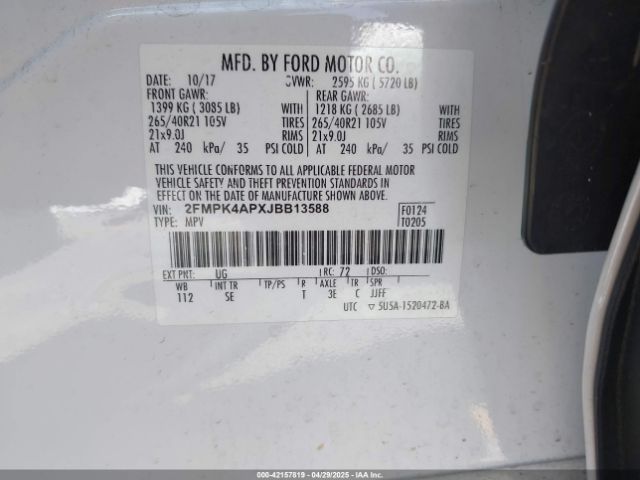 MFD. BY FORD MOTOR CO.
DATE: 10/17 GVWR: 2595 KG ( 5720 LB)
FRONT GAWR: REAR GAWR:
1399 KG ( 3085 LB) WITH 1218 KG ( 2685 LB) WITH
265/40R21 105V TIRES 265/40R21 105V TIRES
21x9.0J RIMS 21x9.0J RIMS
AT 240 kPa/ 35 PSI COLD AT 240 kPa/ 35 PSI COLD
THIS VEHICLE CONFORMS TO ALL APPLICABLE FEDERAL MOTOR
VEHICLE SAFETY AND THEFT PREVENTION STANDARDS IN
EFFECT ON THE DATE OF MANUFACTURE SHOWN ABOVE.
VIN: 2FMPK4APXJBB13588 F0124
TYPE: MPV T0205
EXT PNT: UG RC: 72 DSO:
WB INT TR TP/PS R AXLE TR SPR
112 SE T 3E C JJFF
UTC ▽ 5U5A-1520472-BA
000-42157819 04/29/2025